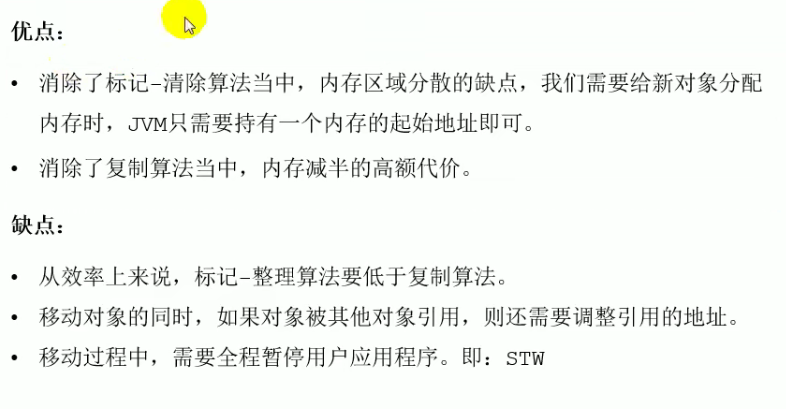 优点：
• 消除了标记-清除算法当中，内存区域分散的缺点，我们需要给新对象分配
内存时，JVM只需要持有一个内存的起始地址即可。
• 消除了复制算法当中，内存减半的高额代价。
缺点：
• 从效率上来说，标记-整理算法要低于复制算法。
• 移动对象的同时，如果对象被其他对象引用，则还需要调整引用的地址。
• 移动过程中，需要全程暂停用户应用程序。即：STW